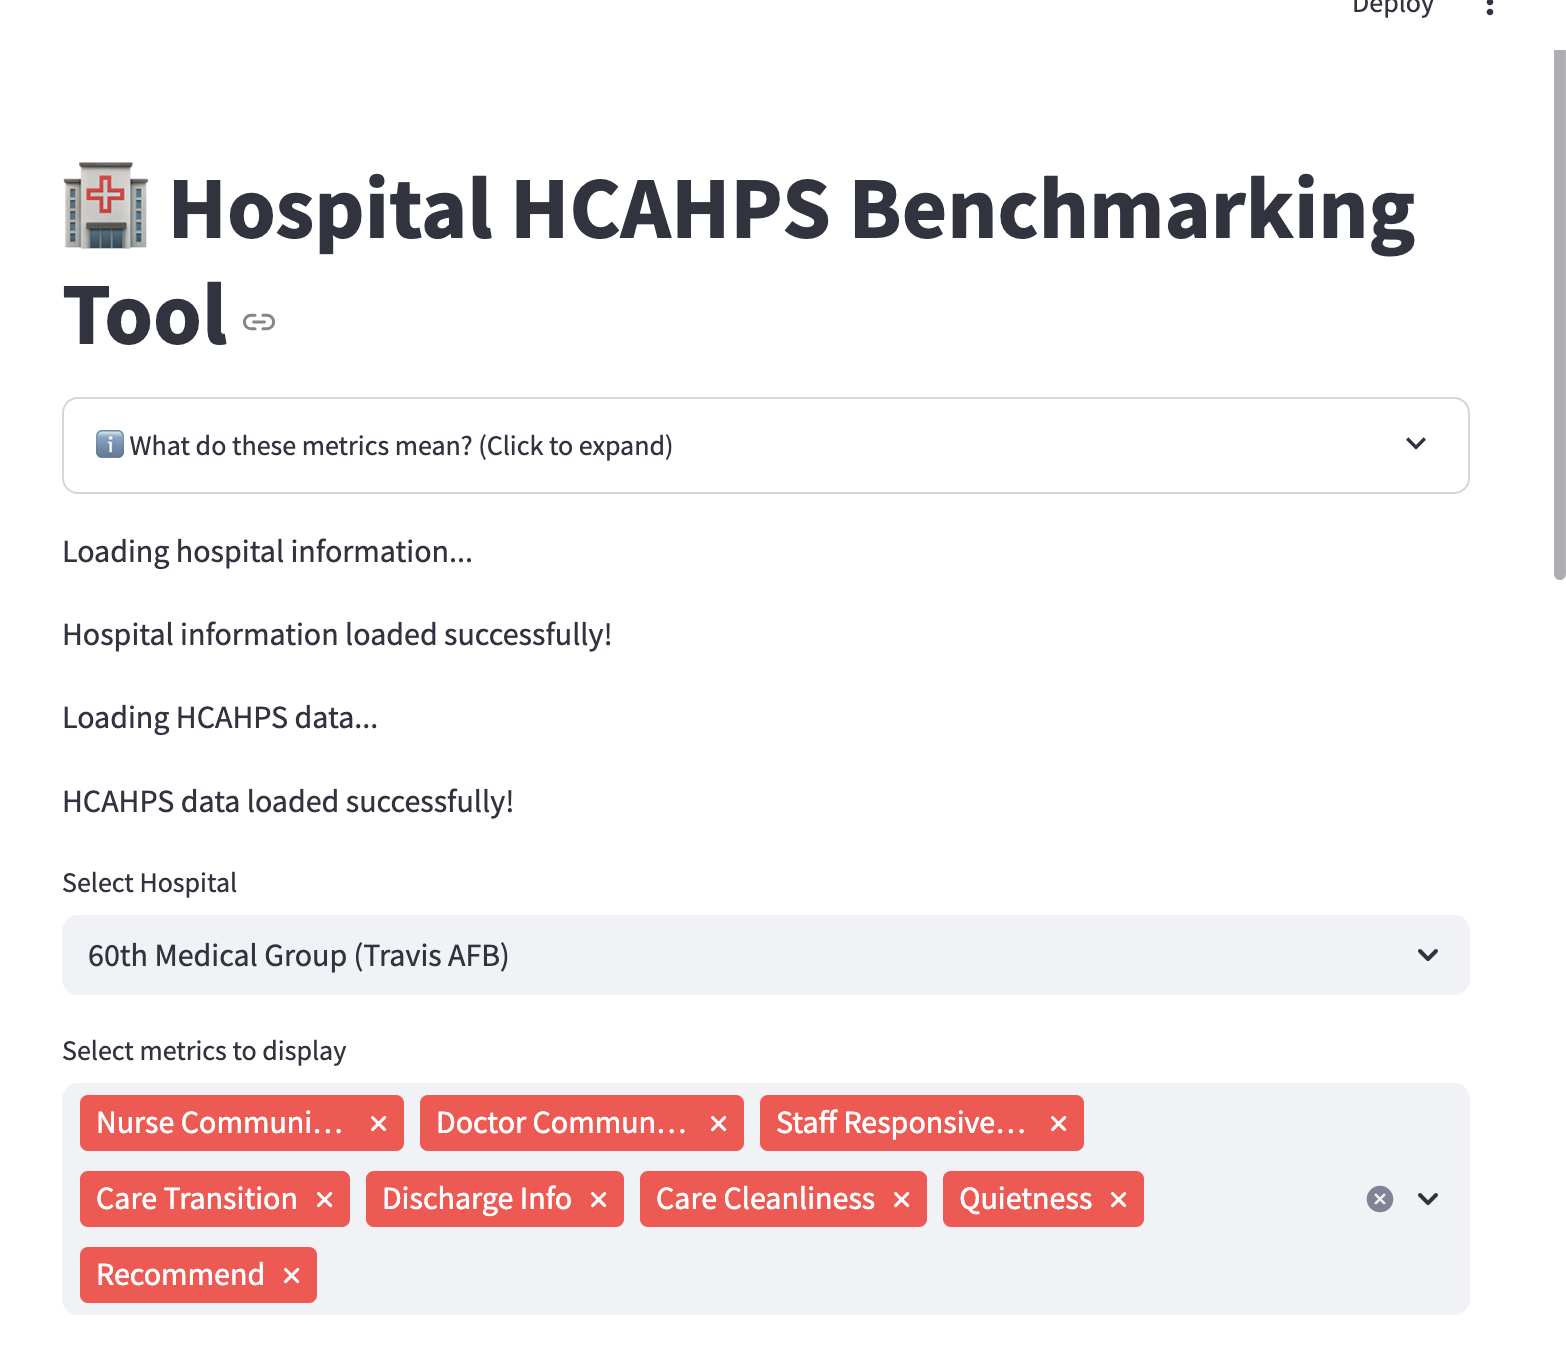 Deploy
Hospital HCAHPS Benchmarking
Tool
What do these metrics mean? (Click to expand)
Loading hospital information...
Hospital information loaded successfully!
Loading HCAHPS data...
HCAHPS data loaded successfully!
Select Hospital
60th Medical Group (Travis AFB)
Select metrics to display
Nurse Communi... Doctor Commun... Staff Responsive...
Care Transition Discharge Info Care Cleanliness Quietness
Recommend